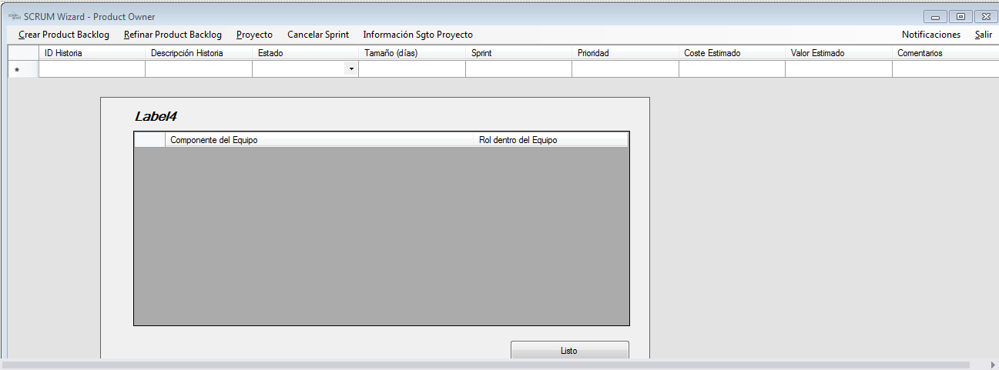 SCRUM Wizard - Product Owner
Crear Product Backlog Refinar Product Backlog Proyecto Cancelar Sprint Información Sgto Proyecto Notificaciones Salir
ID Historia Descripción Historia Estado Tamaño (días) Sprint Prioridad Coste Estimado Valor Estimado Comentarios
*
Label4
Componente del Equipo Rol dentro del Equipo
Listo